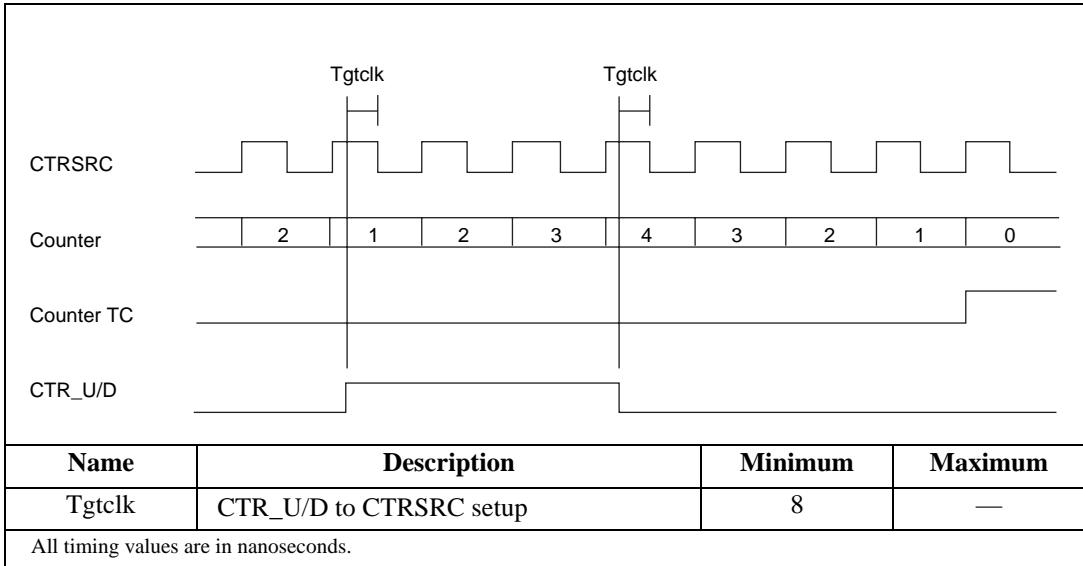 Tgtclk Tgtclk
CTRSRC
Counter 2 1 2 3 4 3 2 1 0
Counter TC
CTR_U/D
Name Description Minimum Maximum
Tgtclk CTR_U/D to CTRSRC setup 8 —
All timing values are in nanoseconds.